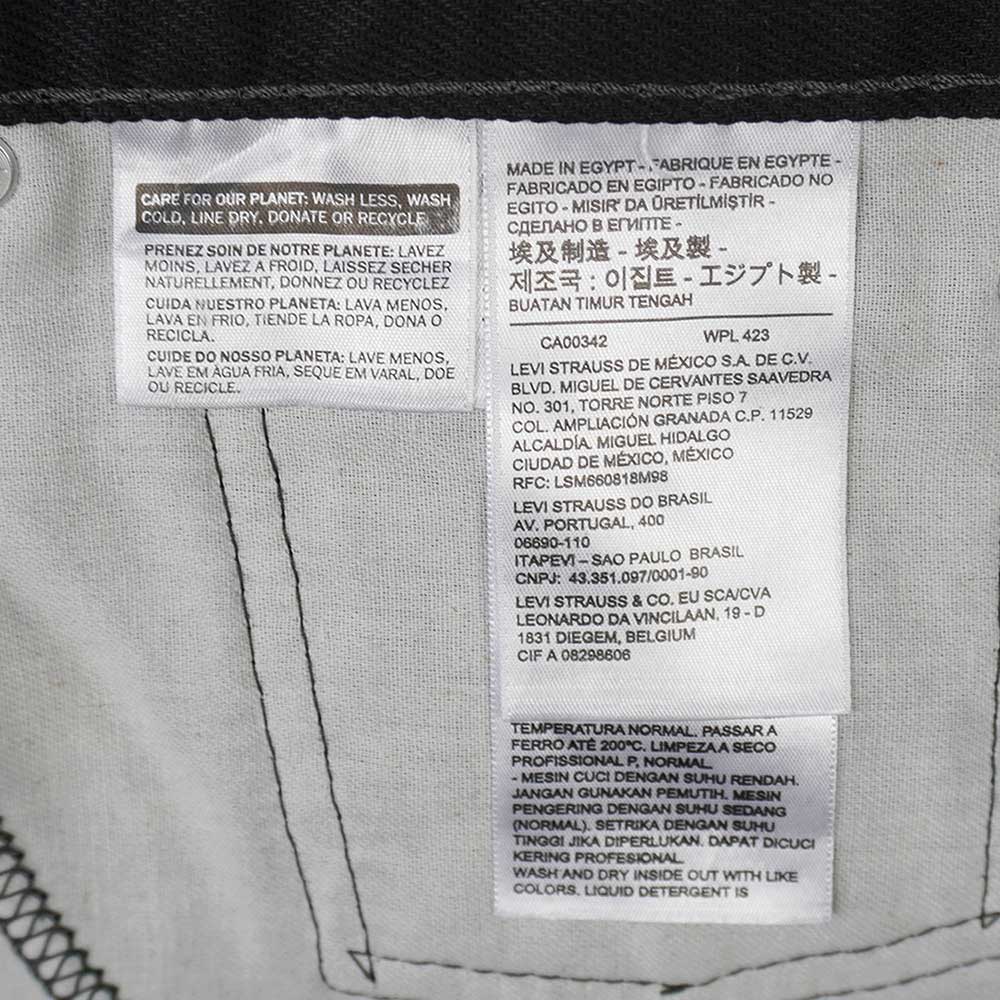 CARE FOR OUR PLANET: WASH LESS, WASH
COLD, LINE DRY, DONATE OR RECYCLE.
PRENEZ SOIN DE NOTRE PLANETE: LAVEZ
MOINS, LAVEZ A FROID, LAISSEZ SECHER
NATURELLEMENT, DONNEZ OU RECYCLEZ
CUIDA NUESTRO PLANETA: LAVA MENOS,
LAVA EN FRIO, TIENDE LA ROPA, DONA O
RECICLA.
CUIDE DO NOSSO PLANETA: LAVE MENOS,
LAVE EM ÀGUA FRIA, SEQUE EM VARAL, DOE
OU RECICLE.
MADE IN EGYPT - FABRIQUE EN EGYPTE -
FABRICADO EN EGIPTO - FABRICADO NO
EGITO - MISIR' DA ÜRETİLMİŞTİR -
СДЕЛАНО В ЕГИПТЕ -
埃及制造 - 埃及製 -
제조국 : 이집트 - エジプト製 -
BUATAN TIMUR TENGAH
CA00342 WPL 423
LEVI STRAUSS DE MÉXICO S.A. DE C.V.
BLVD. MIGUEL DE CERVANTES SAAVEDRA
NO. 301, TORRE NORTE PISO 7
COL. AMPLIACIÓN GRANADA C.P. 11529
ALCALDÍA. MIGUEL HIDALGO
CIUDAD DE MÉXICO, MÉXICO
RFC: LSM660818M98
LEVI STRAUSS DO BRASIL
AV. PORTUGAL, 400
06690-110
ITAPEVI – SAO PAULO BRASIL
CNPJ: 43.351.097/0001-90
LEVI STRAUSS & CO. EU SCA/CVA
LEONARDO DA VINCILAAN, 19 - D
1831 DIEGEM, BELGIUM
CIF A 08298606
TEMPERATURA NORMAL. PASSAR A
FERRO ATÉ 200°C. LIMPEZA A SECO
PROFISSIONAL P, NORMAL.
- MESIN CUCI DENGAN SUHU RENDAH.
JANGAN GUNAKAN PEMUTIH. MESIN
PENGERING DENGAN SUHU SEDANG
(NORMAL). SETRIKA DENGAN SUHU
TINGGI JIKA DIPERLUKAN. DAPAT DICUCI
KERING PROFESIONAL.
WASH AND DRY INSIDE OUT WITH LIKE
COLORS. LIQUID DETERGENT IS